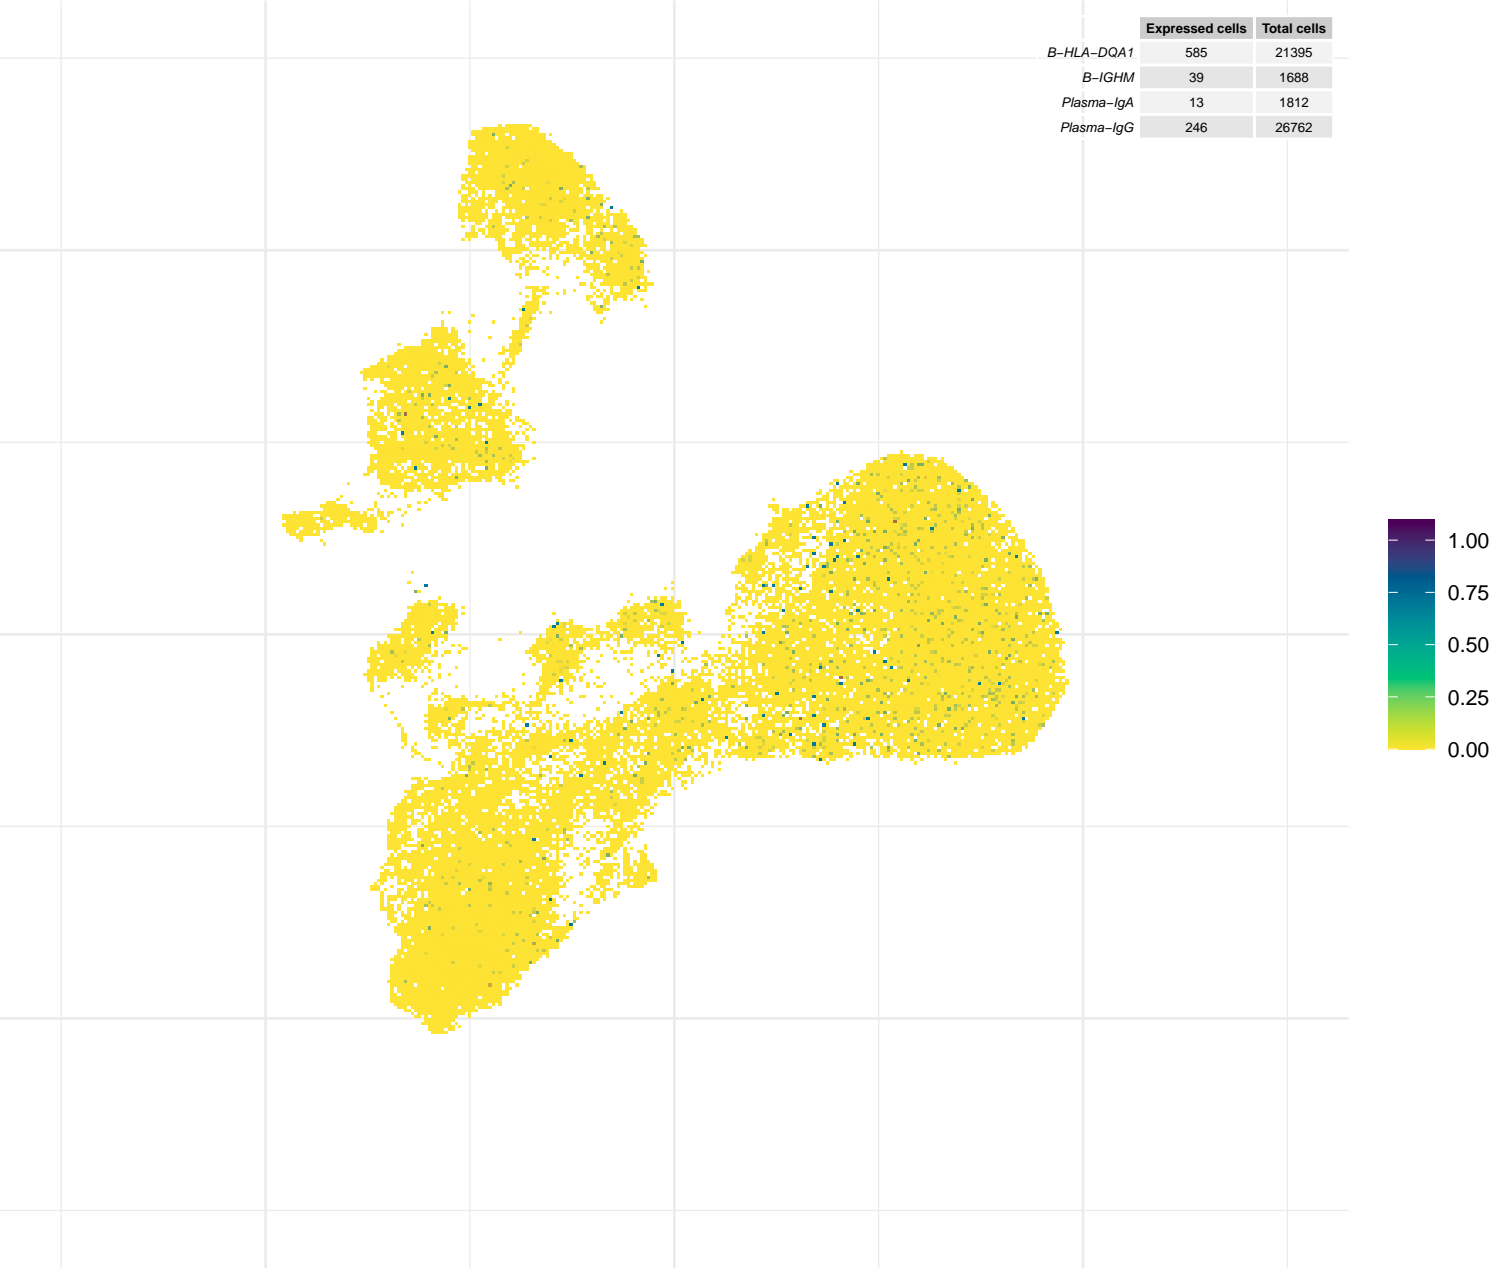 Expressed cells Total cells
B−HLA−DQA1 585 21395
B−IGHM 39 1688
Plasma−IgA 13 1812
Plasma−IgG 246 26762
1.00
0.75
0.50
0.25
0.00